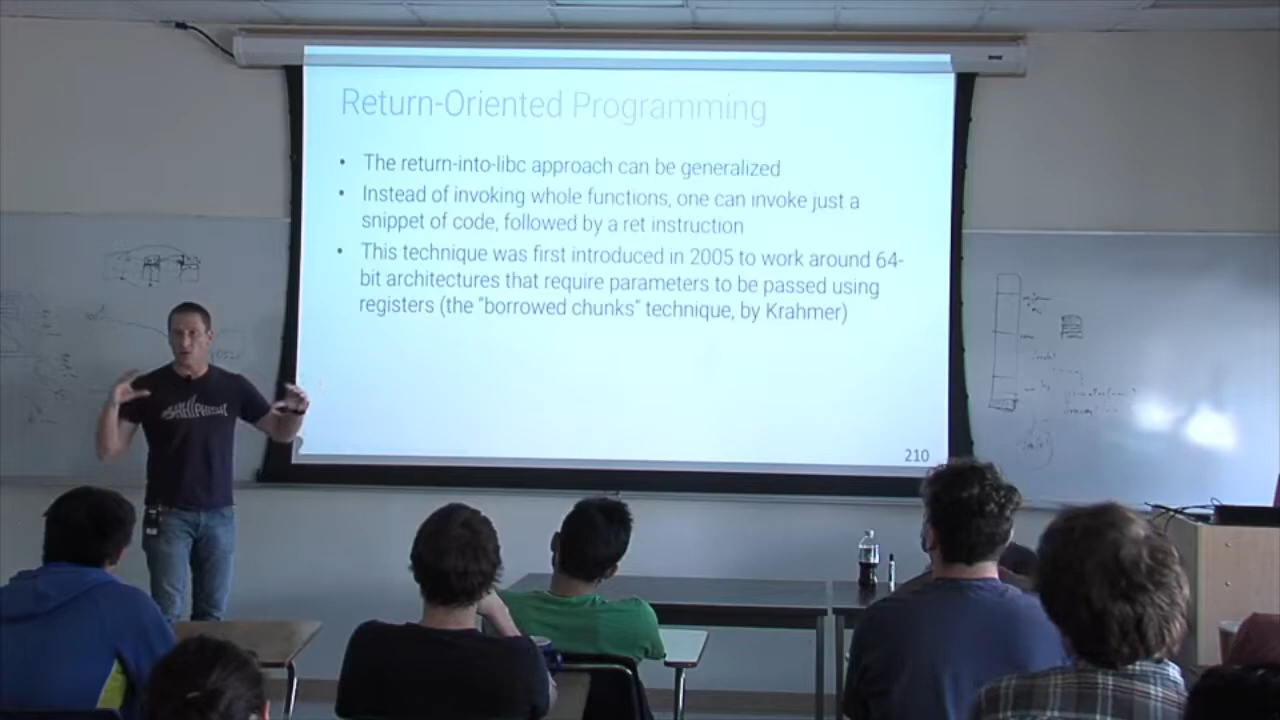 Return-Oriented Programming
• The return-into-libc approach can be generalized
• Instead of invoking whole functions, one can invoke just a
snippet of code, followed by a ret instruction
• This technique was first introduced in 2005 to work around 64-
bit architectures that require parameters to be passed using
registers (the "borrowed chunks" technique, by Krahmer)
210